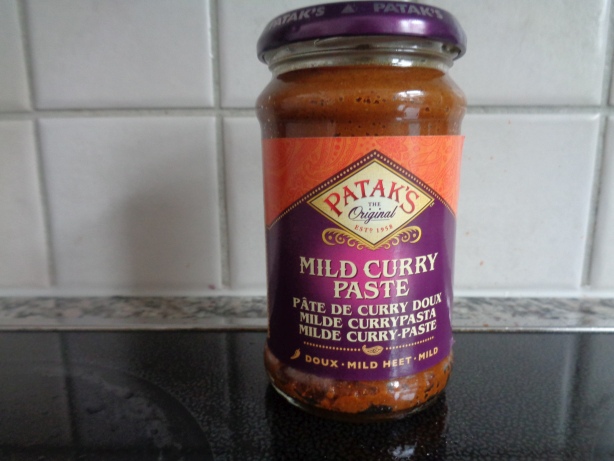 PATAK'S PATAK'S
PATAK'S
THE
Original
ESTD 1958
MILD CURRY
PASTE
PÂTE DE CURRY DOUX
MILDE CURRYPASTA
MILDE CURRY-PASTE
DOUX · MILD HEET · MILD